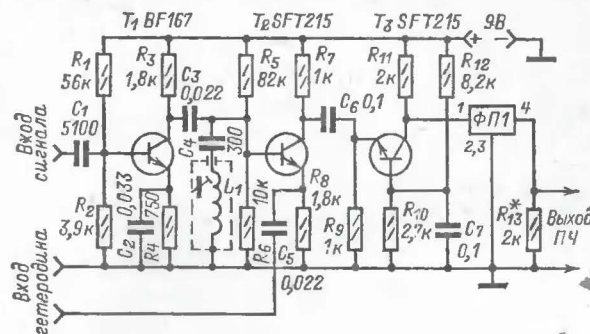 T1 BF167
T2 SFT215
T3 SFT215
9В
R1
56к
R3
1,8к
C3
0,022
R5
82к
R7
1к
R11
2к
R12
8,2к
C1
5100
C4
300
C6 0,1
1
ФП1
4
2,3
Вход
сигнала
R2
3,9к
0,033
C2
750
R4
L1
10к
R6
C5
0,022
R8
1,8к
R9
1к
R10
2,7к
C7
0,1
R13*
2к
Выход
ПЧ
Вход
гетеродина